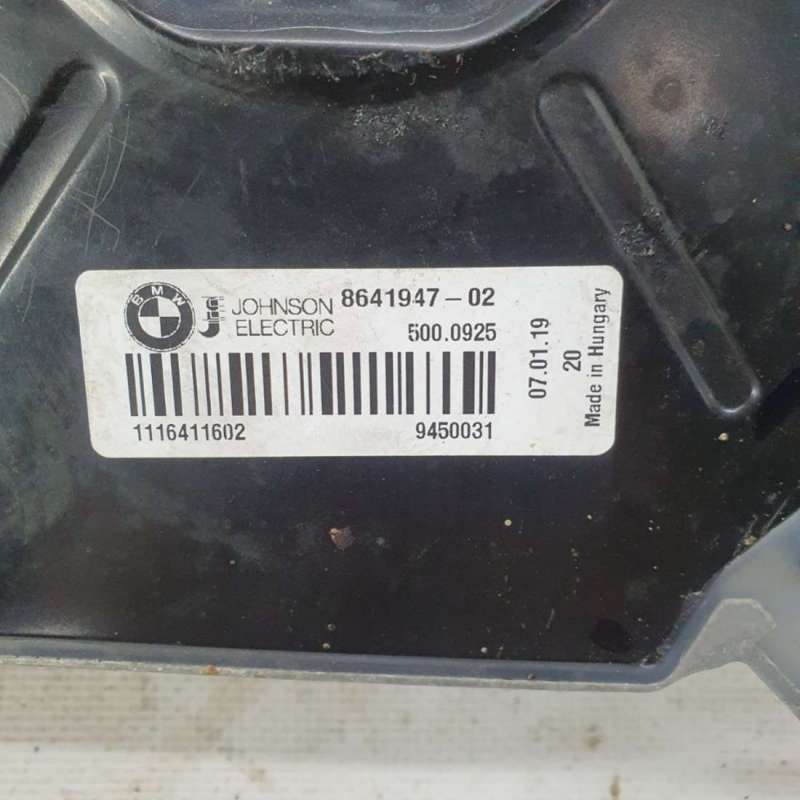 BMW
JOHNSON
ELECTRIC
8641947-02
500.0925
1116411602
9450031
07.01.19
20
Made in Hungary